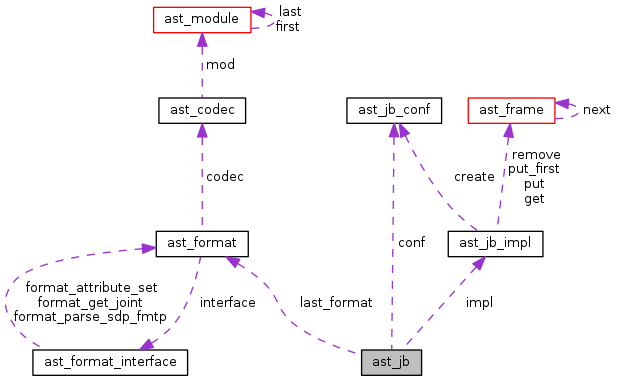 ast_module
last
first
mod
ast_codec
ast_jb_conf
ast_frame
next
remove
put_first
put
get
codec
create
ast_format
ast_jb_impl
format_attribute_set
format_get_joint
format_parse_sdp_fmtp
interface
last_format
conf
impl
ast_format_interface
ast_jb